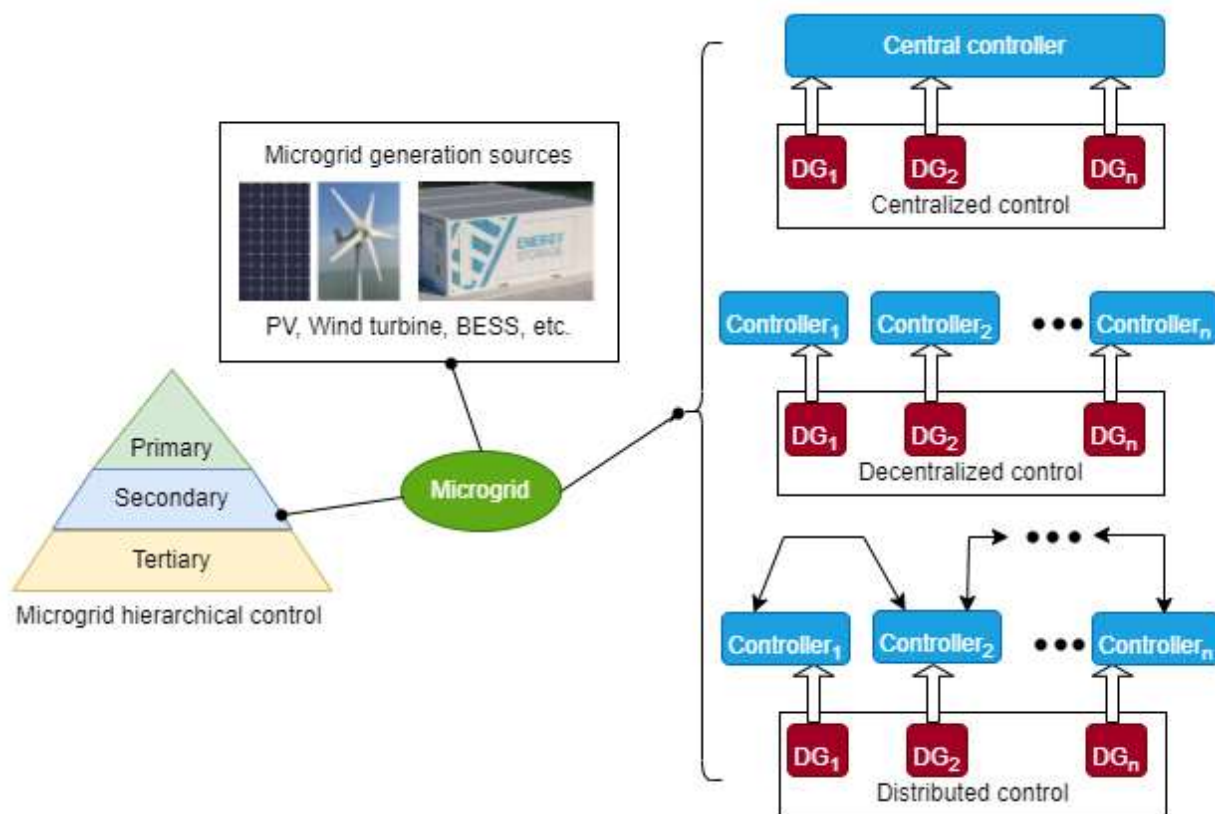 Central controller
DG1
DG2
DGn
Centralized control
Microgrid generation sources
ENERGY
STORAGE
PV, Wind turbine, BESS, etc.
Controller1
Controller2
Controllern
DG1
DG2
DGn
Decentralized control
Primary
Secondary
Tertiary
Microgrid hierarchical control
Microgrid
Controller1
Controller2
Controllern
DG1
DG2
DGn
Distributed control